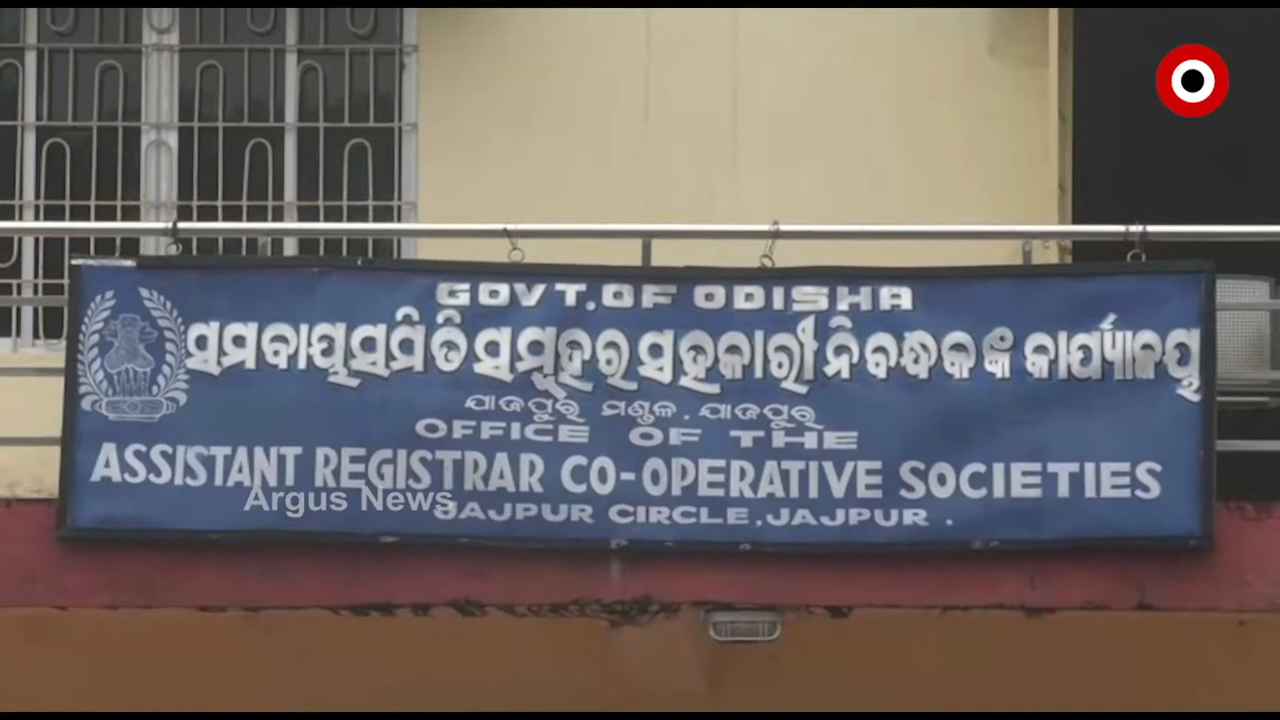 GOVT. OF ODISHA
ସମବାୟ ସମିତି ସମୂହର ସହକାରୀ ନିବନ୍ଧକଙ୍କ କାର୍ଯ୍ୟାଳୟ
ଯାଜପୁର ମଣ୍ଡଳ, ଯାଜପୁର
OFFICE OF THE
ASSISTANT REGISTRAR CO-OPERATIVE SOCIETIES
Argus News
JAJPUR CIRCLE, JAJPUR.